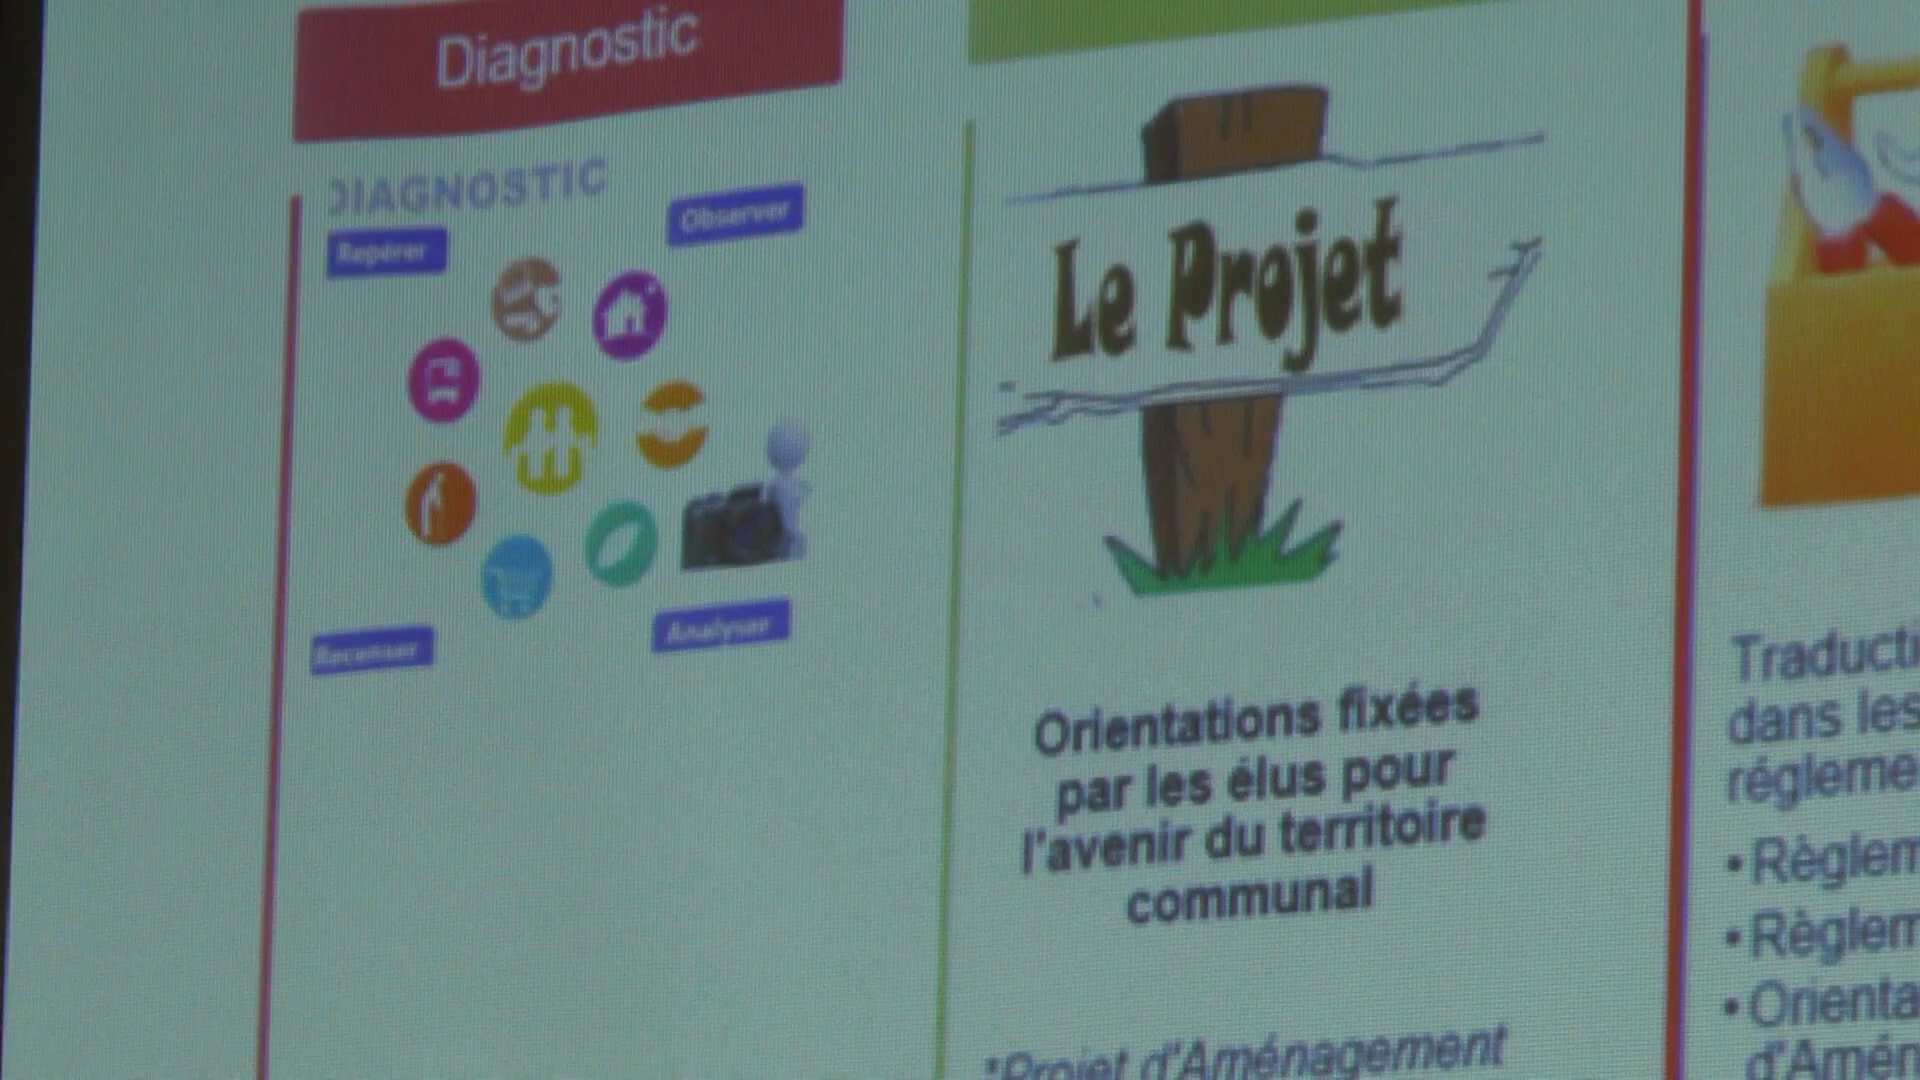 Diagnostic
DIAGNOSTIC
Repérer
Observer
Recenser
Analyser
Le Projet
Orientations fixées
par les élus pour
l'avenir du territoire
communal
*Projet d'Aménagement
Traducti
dans les
régleme
• Règlem
• Règlem
• Orienta
d'Amén